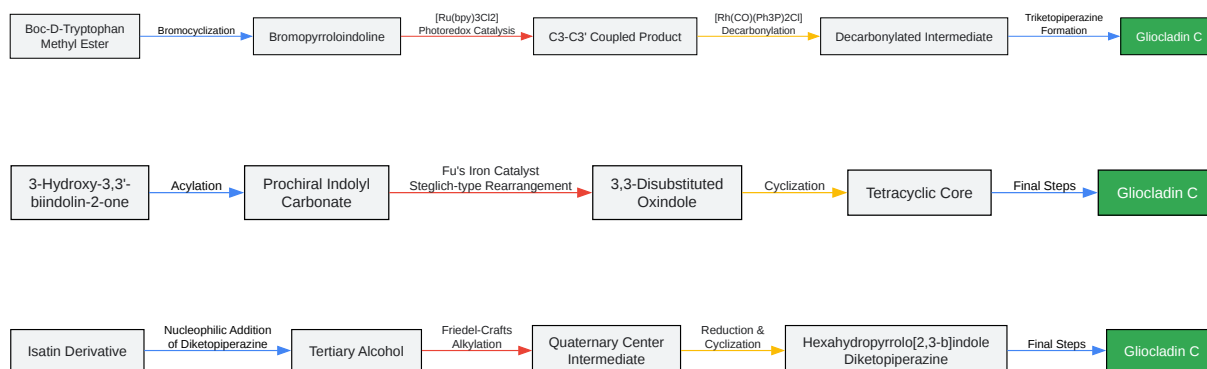 Boc-D-Tryptophan
Methyl Ester
Bromocyclization
Bromopyrroloindoline
[Ru(bpy)3Cl2]
Photoredox Catalysis
C3-C3' Coupled Product
[Rh(CO)(Ph3P)2Cl]
Decarbonylation
Decarbonylated Intermediate
Triketopiperazine
Formation
Gliocladin C
3-Hydroxy-3,3'-
biindolin-2-one
Acylation
Prochiral Indolyl
Carbonate
Fu's Iron Catalyst
Steglich-type Rearrangement
3,3-Disubstituted
Oxindole
Cyclization
Tetracyclic Core
Final Steps
Gliocladin C
Isatin Derivative
Nucleophilic Addition
of Diketopiperazine
Tertiary Alcohol
Friedel-Crafts
Alkylation
Quaternary Center
Intermediate
Reduction &
Cyclization
Hexahydropyrrolo[2,3-b]indole
Diketopiperazine
Final Steps
Gliocladin C